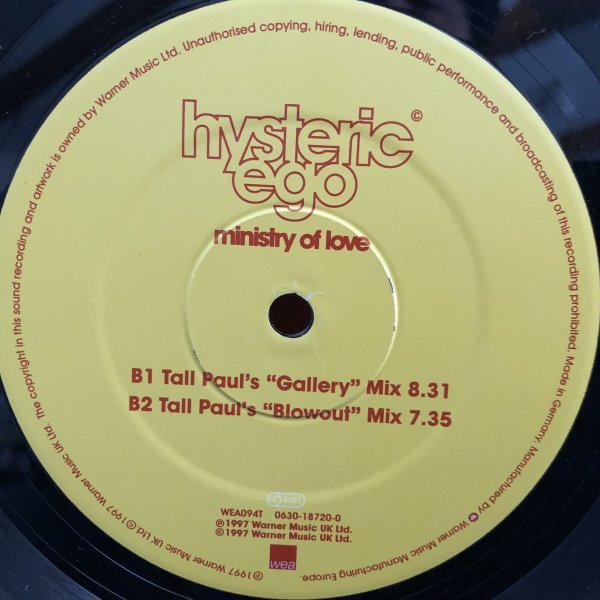 ℗1997 Warner Music UK Ltd. ©1997 Warner Music UK Ltd. The copyright in this sound recording and artwork is owned by Warner Music Ltd. Unauthorised copying, hiring, lending, public performance and broadcasting of this recording prohibited. Made in Germany. Manufactured by Warner Music Manufacturing Europe.
hysteric ©
ego
ministry of love
B1 Tall Paul's “Gallery” Mix 8.31
B2 Tall Paul's “Blowout” Mix 7.35
WEA094T 0630-18720-0
℗1997 Warner Music UK Ltd.
©1997 Warner Music UK Ltd.
wea